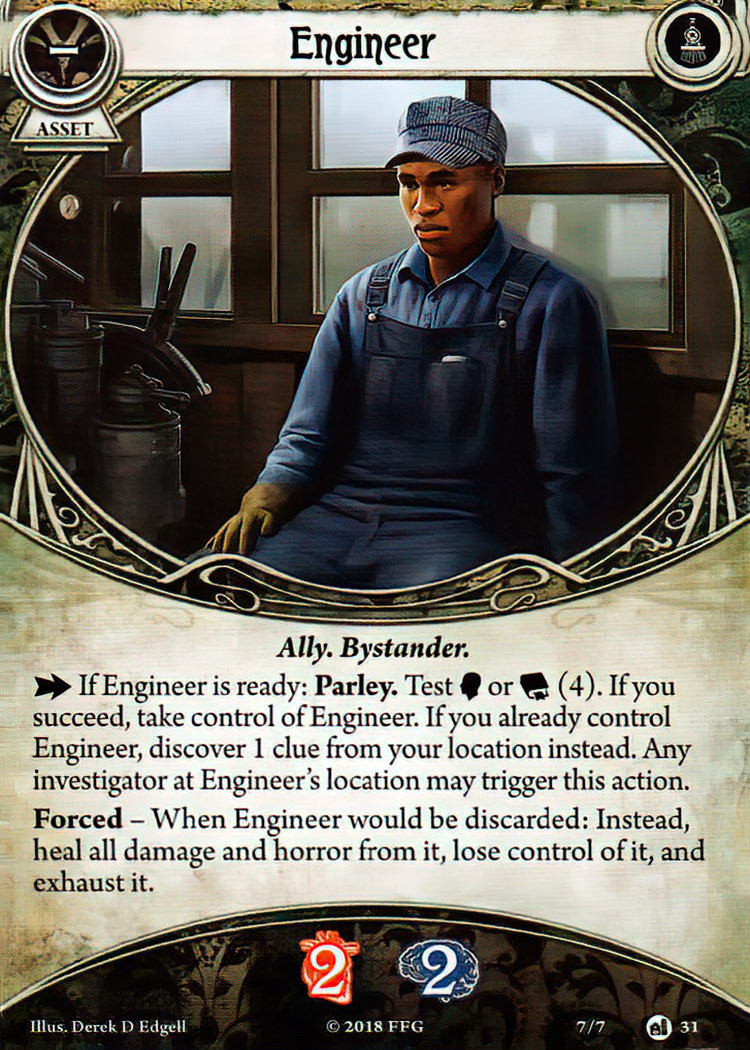 Engineer
ASSET
Ally. Bystander.
If Engineer is ready: Parley. Test or (4). If you
succeed, take control of Engineer. If you already control
Engineer, discover 1 clue from your location instead. Any
investigator at Engineer's location may trigger this action.
Forced – When Engineer would be discarded: Instead,
heal all damage and horror from it, lose control of it, and
exhaust it.
2 2
Illus. Derek D Edgell © 2018 FFG 7/7 31